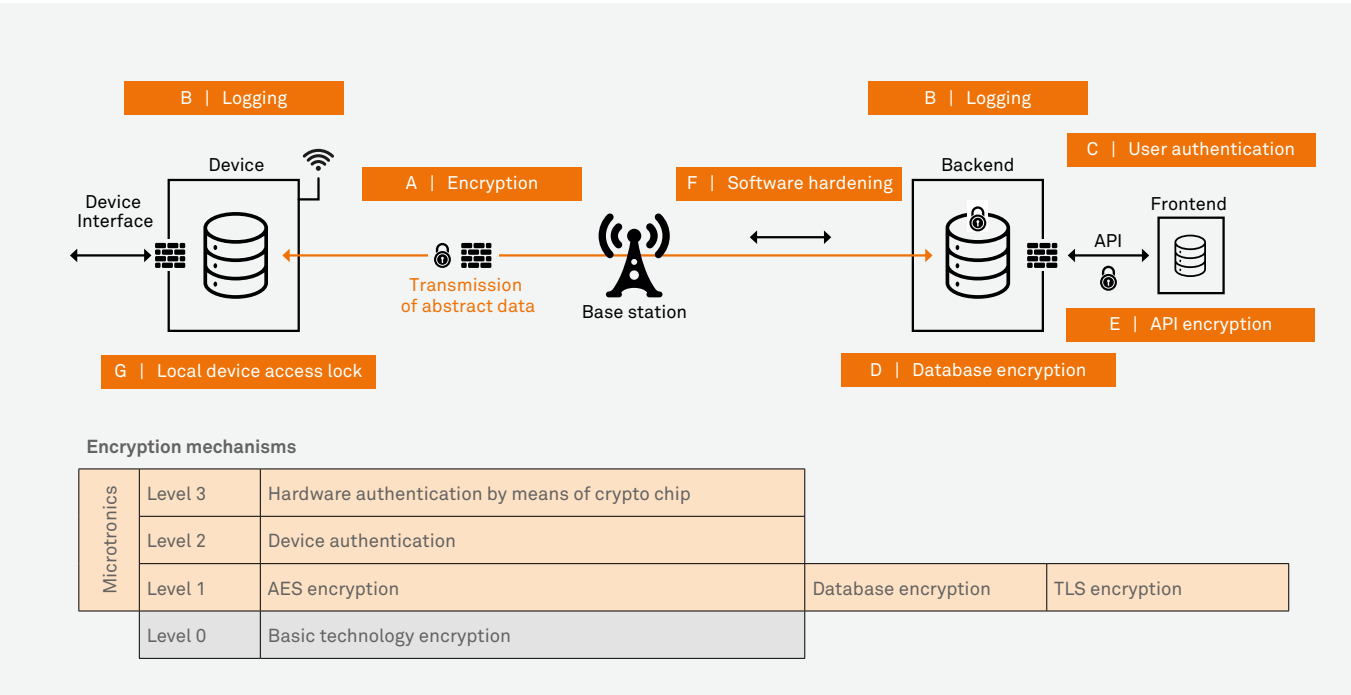 B | Logging
B | Logging
C | User authentication
Device
Backend
A | Encryption
F | Software hardening
Device
Interface
Frontend
API
Transmission
of abstract data
Base station
E | API encryption
G | Local device access lock
D | Database encryption
Encryption mechanisms
Microtronics
Level 3 Hardware authentication by means of crypto chip
Level 2 Device authentication
Level 1 AES encryption Database encryption TLS encryption
Level 0 Basic technology encryption